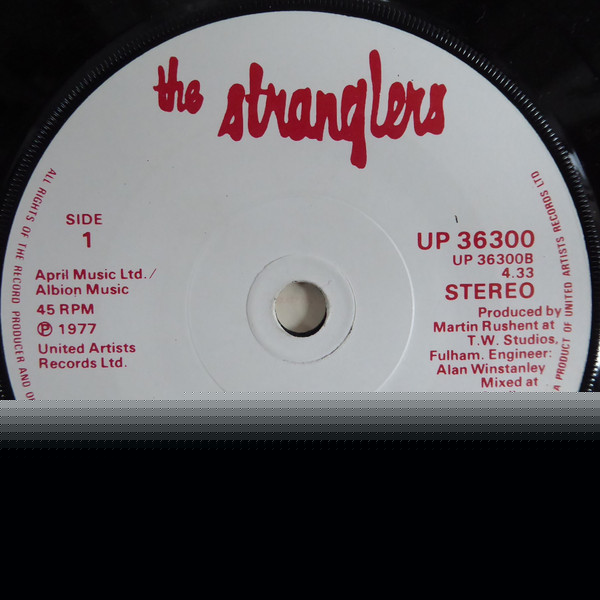 the stranglers
SIDE
1
April Music Ltd./
Albion Music
45 RPM
Ⓟ 1977
United Artists
Records Ltd.
UP 36300
UP 36300B
4.33
STEREO
Produced by
Martin Rushent at
T.W. Studios,
Fulham. Engineer:
Alan Winstanley
Mixed at
ALL RIGHTS OF THE RECORD PRODUCER AND
A PRODUCT OF UNITED ARTISTS RECORDS LTD